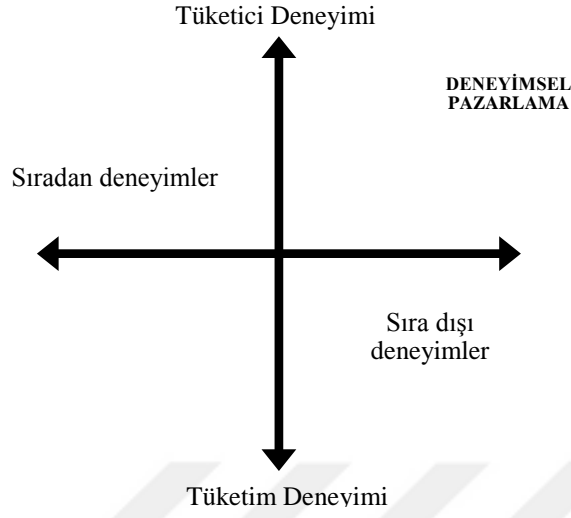 Tüketici Deneyimi
DENEYİMSEL
PAZARLAMA
Sıradan deneyimler
Sıra dışı
deneyimler
Tüketim Deneyimi